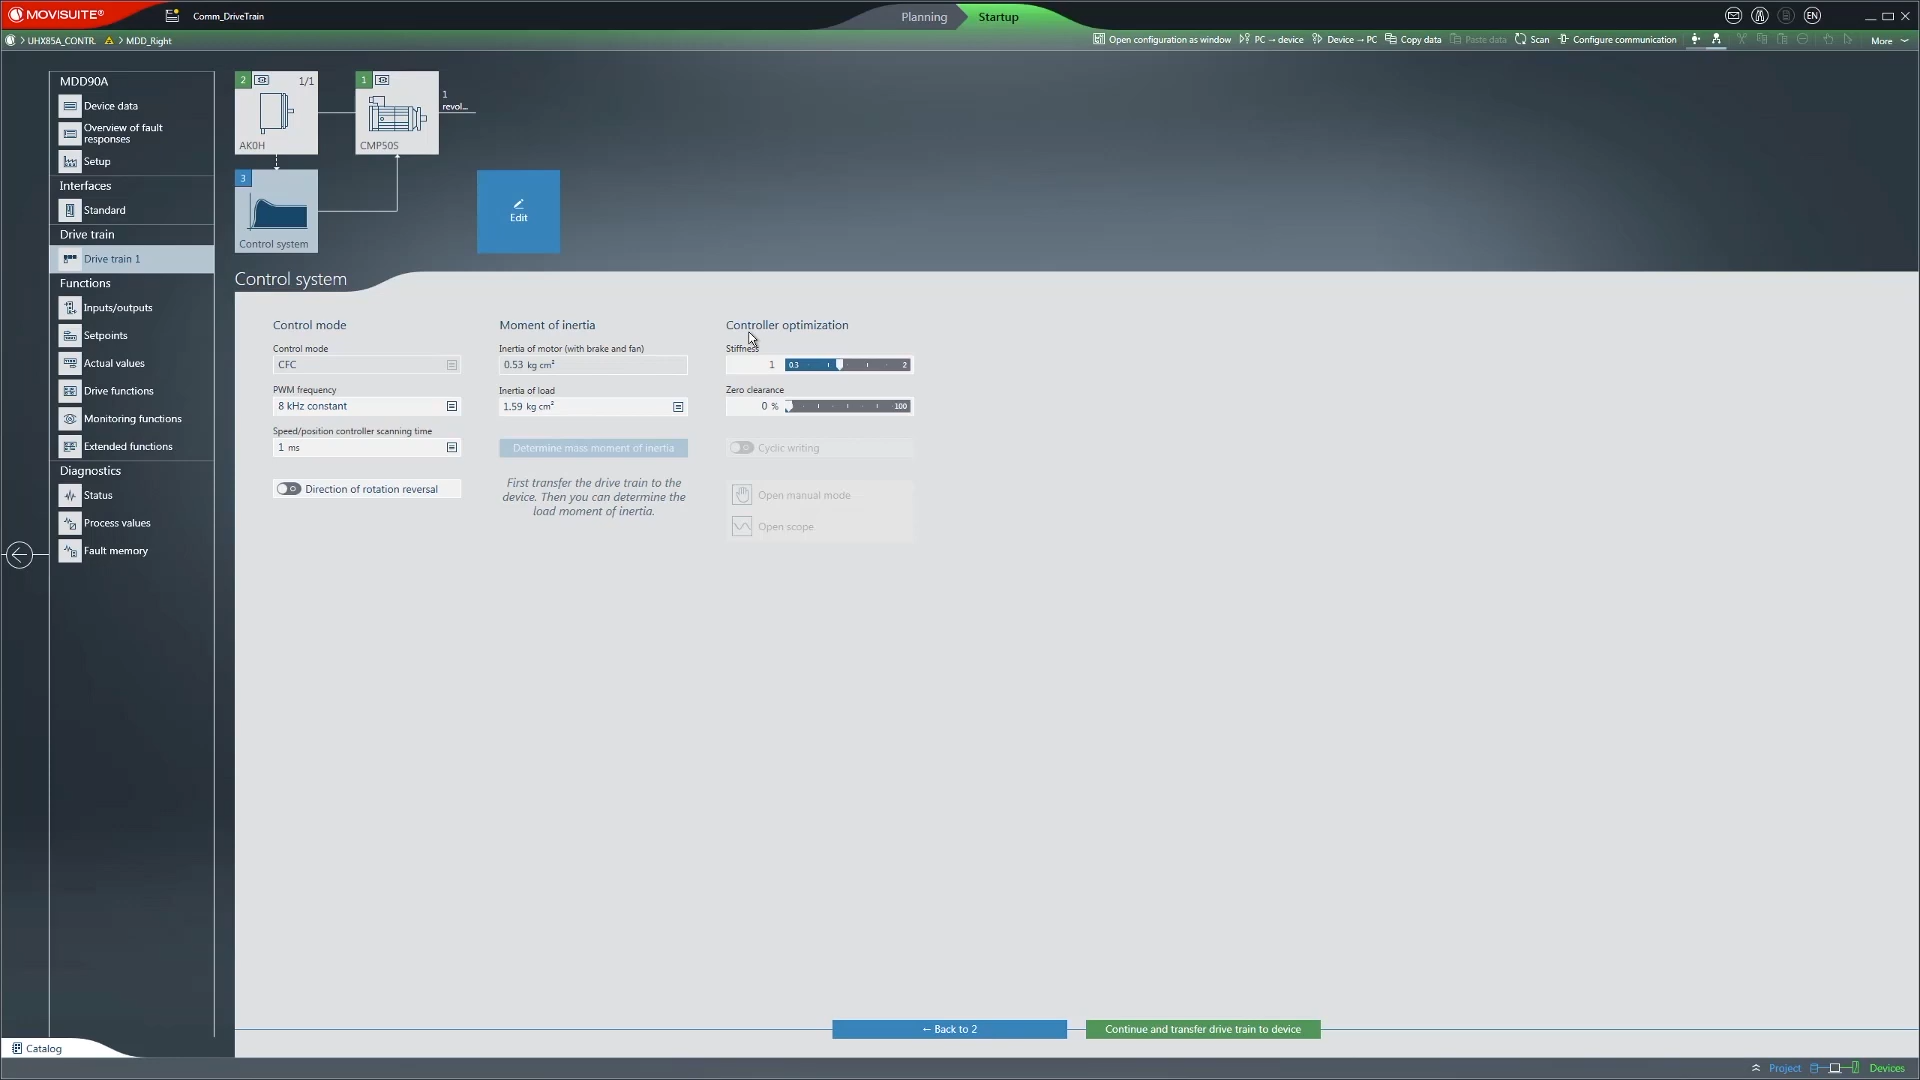 MOVISUITE®
Comm_DriveTrain
Planning
Startup
EN
> UHX85A_CONTR.
> MDD_Right
Open configuration as window
PC → device
Device → PC
Copy data
Paste data
Scan
Configure communication
More
MDD90A
Device data
Overview of fault
responses
Setup
Interfaces
Standard
Drive train
Drive train 1
Functions
Inputs/outputs
Setpoints
Actual values
Drive functions
Monitoring functions
Extended functions
Diagnostics
Status
Process values
Fault memory
Catalog
2
1/1
AK0H
1
CMP50S
1
revol...
3
Control system
Edit
Control system
Control mode
Control mode
CFC
PWM frequency
8 kHz constant
Speed/position controller scanning time
1 ms
Direction of rotation reversal
Moment of inertia
Inertia of motor (with brake and fan)
0.53 kg cm²
Inertia of load
1.59 kg cm²
Determine mass moment of inertia
First transfer the drive train to the
device. Then you can determine the
load moment of inertia.
Controller optimization
Stiffness
1
0.3
2
Zero clearance
0 %
100
Cyclic writing
Open manual mode
Open scope
← Back to 2
Continue and transfer drive train to device
Project
Devices